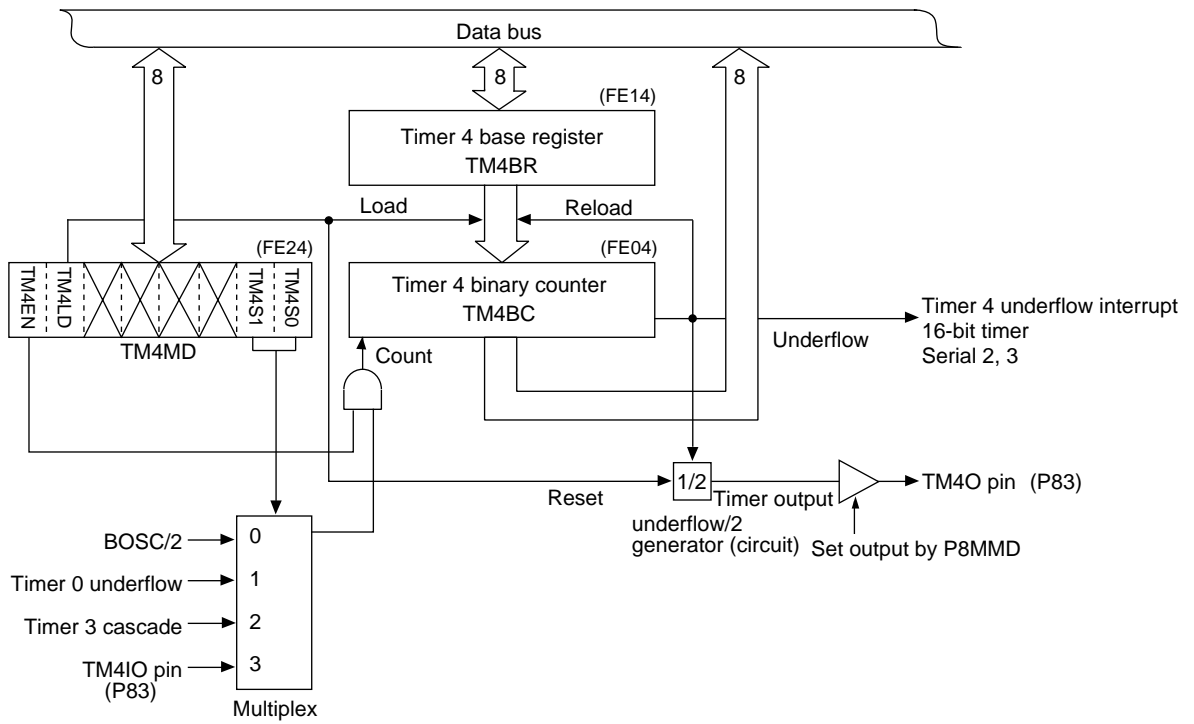 Data bus
8
8
8
(FE14)
Timer 4 base register
TM4BR
Load
Reload
(FE24)
(FE04)
TM4EN
TM4LD
TM4S1
TM4S0
TM4MD
Timer 4 binary counter
TM4BC
Count
Underflow
Timer 4 underflow interrupt
16-bit timer
Serial 2, 3
Reset
1/2
Timer output
TM4O pin (P83)
underflow/2
generator (circuit)
Set output by P8MMD
BOSC/2
0
Timer 0 underflow
1
Timer 3 cascade
2
TM4IO pin
(P83)
3
Multiplex